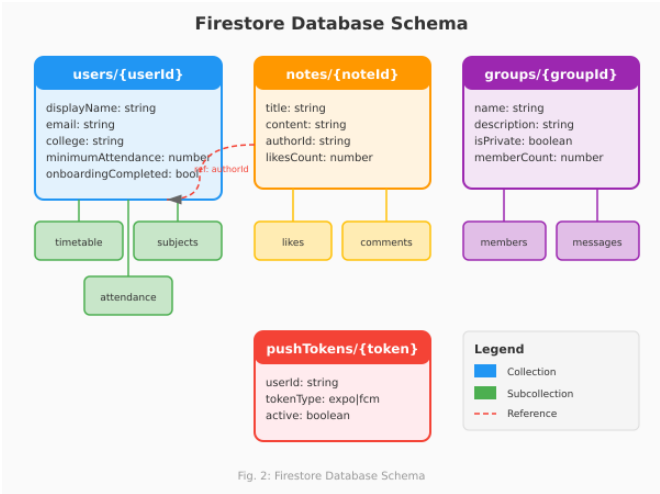 Firestore Database Schema
users/{userId}
displayName: string
email: string
college: string
minimumAttendance: number
onboardingCompleted: bool
timetable
subjects
attendance
ref: authorId
notes/{noteId}
title: string
content: string
authorId: string
likesCount: number
likes
comments
groups/{groupId}
name: string
description: string
isPrivate: boolean
memberCount: number
members
messages
pushTokens/{token}
userId: string
tokenType: expo|fcm
active: boolean
Legend
Collection
Subcollection
Reference
Fig. 2: Firestore Database Schema